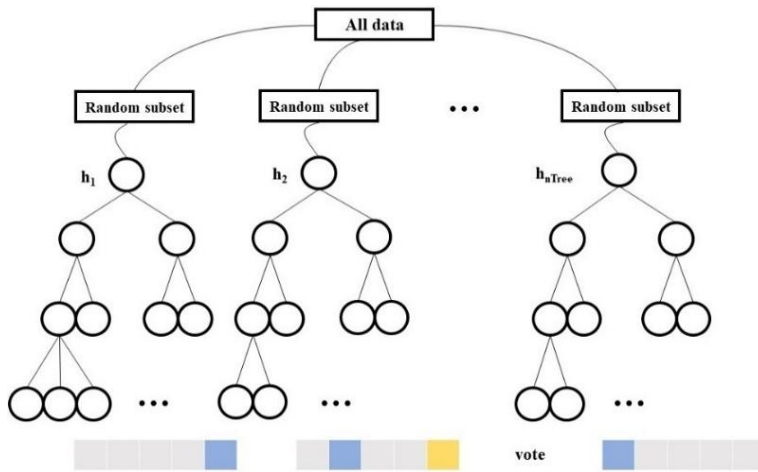 All data
Random subset
Random subset
...
Random subset
h₁
h₂
hₙTree
...
...
...
vote